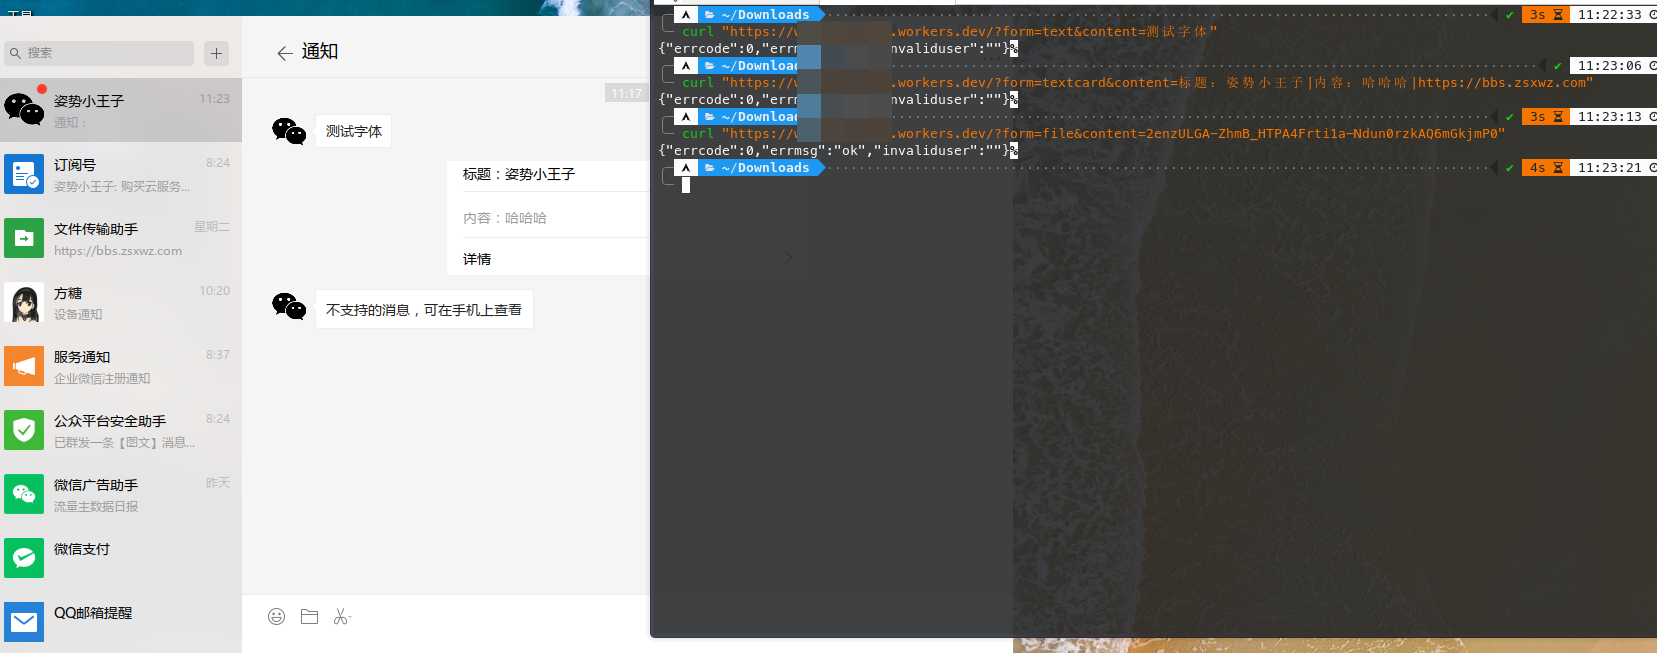 搜索
姿势小王子 11:23
通知：
订阅号 8:24
姿势小王子: 购买云服务...
文件传输助手 星期二
https://bbs.zsxwz.com
方糖 10:20
设备通知
服务通知 8:37
企业微信注册通知
公众平台安全助手 8:24
已群发一条【图文】消息...
微信广告助手 昨天
流量主数据日报
微信支付
QQ邮箱提醒
通知
11:17
测试字体
标题：姿势小王子
内容：哈哈哈
详情
不支持的消息，可在手机上查看
~/Downloads 3s 11:22:33
curl "https://w .workers.dev/?form=text&content=测试字体"
{"errcode":0,"errm nvaliduser":""}%
~/Downloads 11:23:06
curl "https://w .workers.dev/?form=textcard&content=标题：姿势小王子|内容：哈哈哈|https://bbs.zsxwz.com"
{"errcode":0,"errm nvaliduser":""}%
~/Downloads 3s 11:23:13
curl "https://w .workers.dev/?form=file&content=2enzULGA-ZhmB_HTPA4Frti1a-Ndun0rzkAQ6mGkjmP0"
{"errcode":0,"errmsg":"ok","invaliduser":""}%
~/Downloads 4s 11:23:21